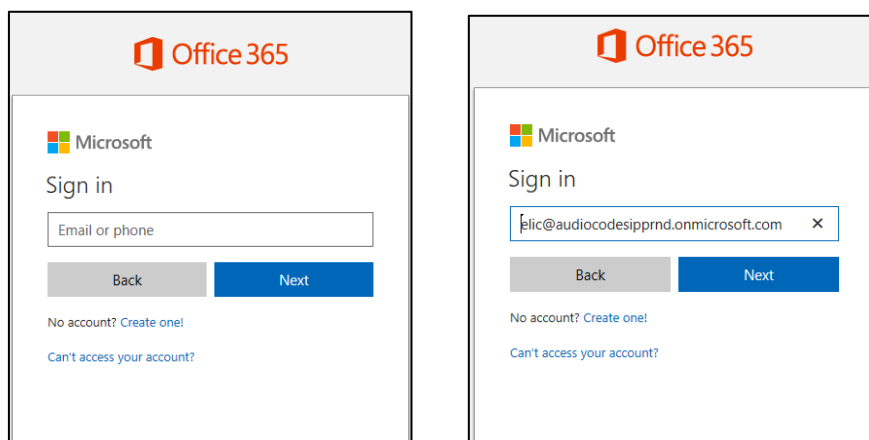 Office 365
Microsoft
Sign in
Email or phone
Back Next
No account? Create one!
Can't access your account?
Office 365
Microsoft
Sign in
elic@audiocodesipprnd.onmicrosoft.com ✕
Back Next
No account? Create one!
Can't access your account?